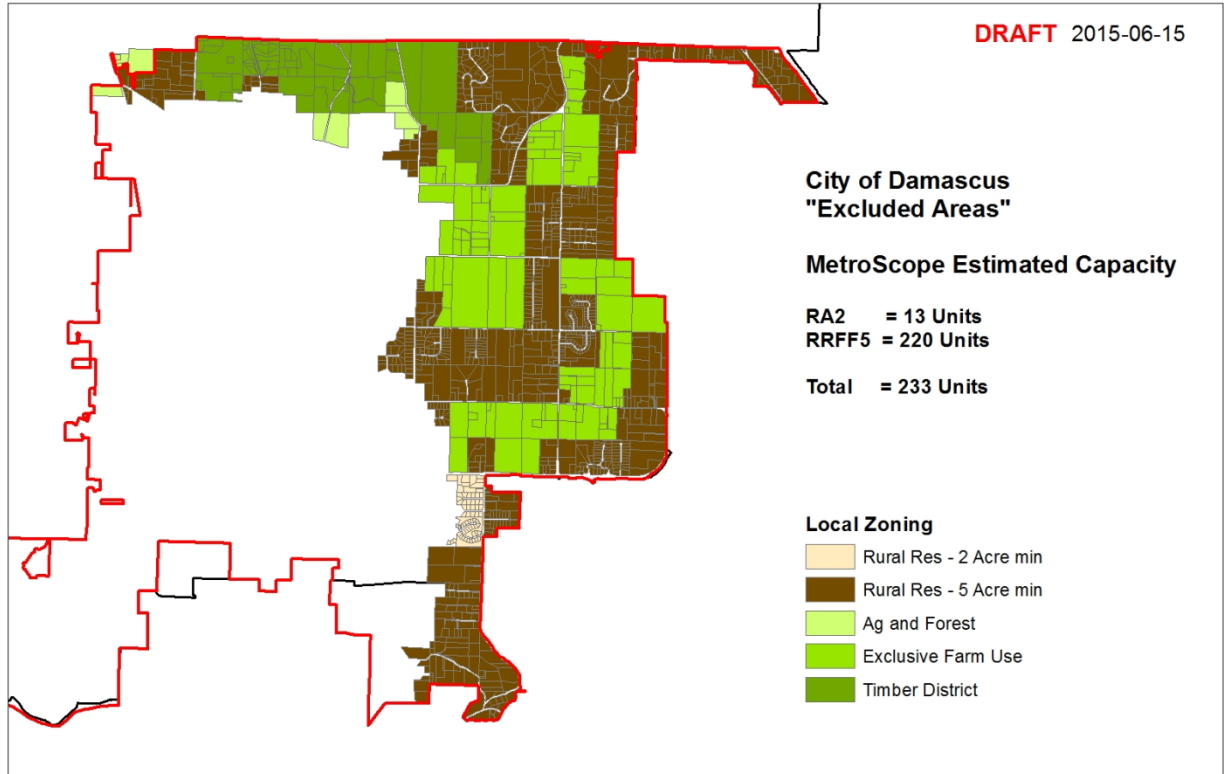 DRAFT 2015-06-15
City of Damascus
"Excluded Areas"
MetroScope Estimated Capacity
RA2 = 13 Units
RRFF5 = 220 Units
Total = 233 Units
Local Zoning
Rural Res - 2 Acre min
Rural Res - 5 Acre min
Ag and Forest
Exclusive Farm Use
Timber District